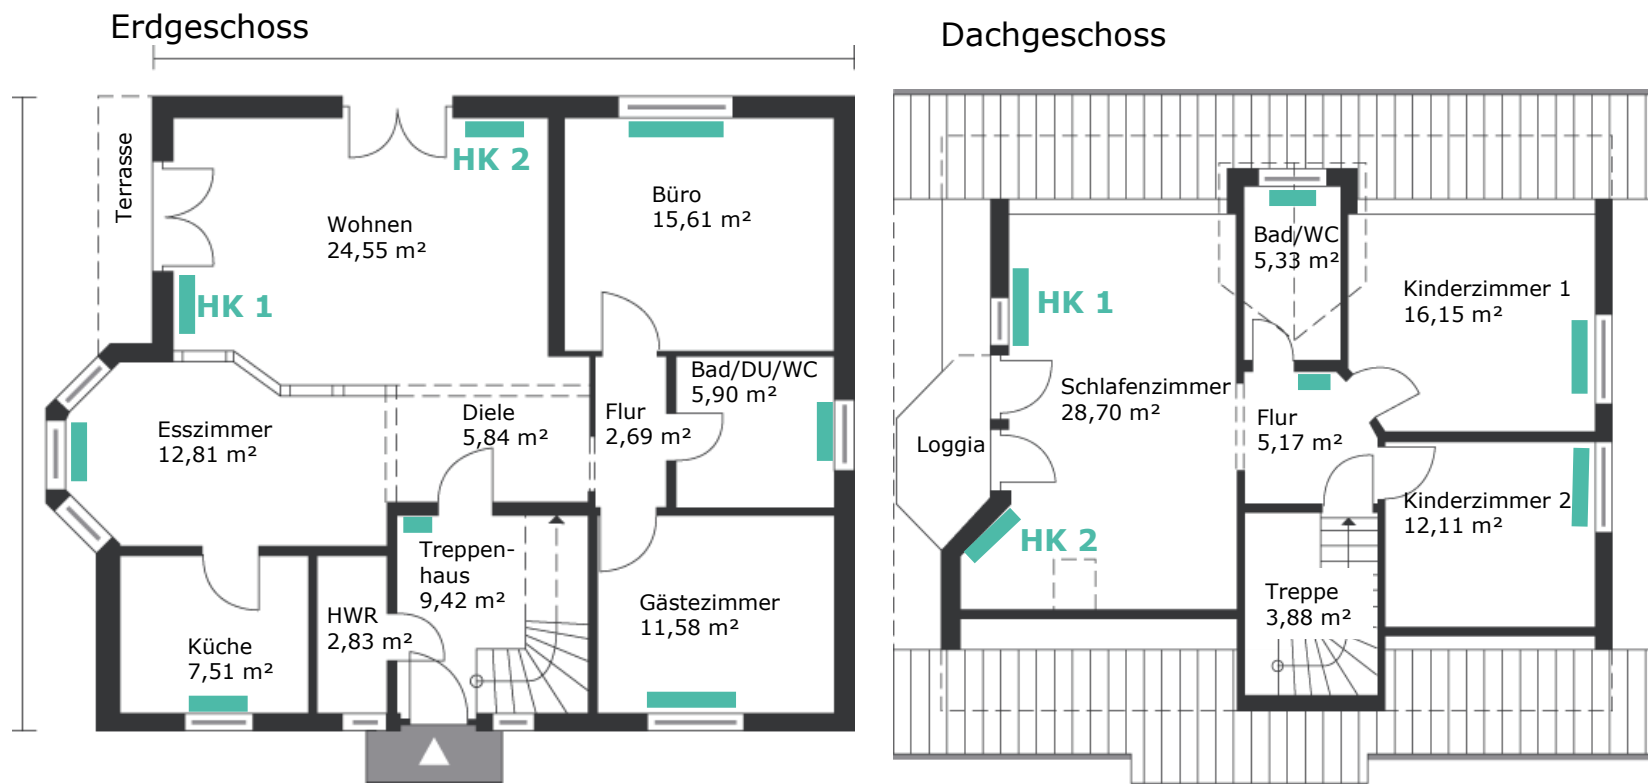 Erdgeschoss
Terrasse
HK 2
Wohnen
24,55 m²
Büro
15,61 m²
HK 1
Bad/DU/WC
5,90 m²
Esszimmer
12,81 m²
Diele
5,84 m²
Flur
2,69 m²
Treppen-
haus
9,42 m²
Küche
7,51 m²
HWR
2,83 m²
Gästezimmer
11,58 m²
Dachgeschoss
Bad/WC
5,33 m²
HK 1
Kinderzimmer 1
16,15 m²
Schlafenzimmer
28,70 m²
Loggia
Flur
5,17 m²
HK 2
Kinderzimmer 2
12,11 m²
Treppe
3,88 m²